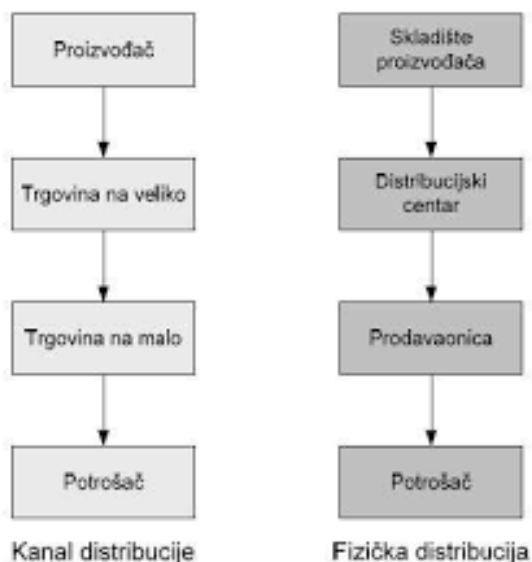 Proizvođač
Trgovina na veliko
Trgovina na malo
Potrošač
Kanal distribucije
Skladište
proizvođača
Distribucijski
centar
Prodavaonica
Potrošač
Fizička distribucija